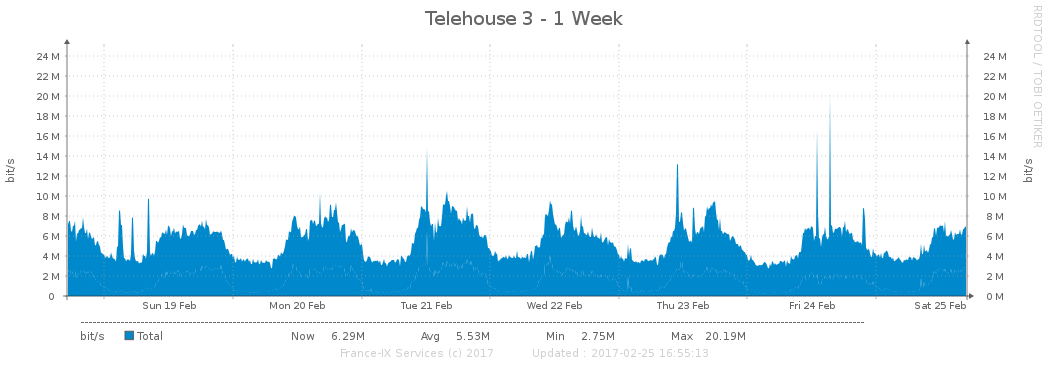 Telehouse 3 - 1 Week
RRDTOOL / TOBI OETIKER
bit/s
24 M 24 M
22 M 22 M
20 M 20 M
18 M 18 M
16 M 16 M
14 M 14 M
12 M 12 M
10 M 10 M
8 M 8 M
6 M 6 M
4 M 4 M
2 M 2 M
0 0 M
bit/s
Sun 19 Feb Mon 20 Feb Tue 21 Feb Wed 22 Feb Thu 23 Feb Fri 24 Feb Sat 25 Feb
bit/s Total Now 6.29M Avg 5.53M Min 2.75M Max 20.19M
France-IX Services (c) 2017 Updated : 2017-02-25 16:55:13